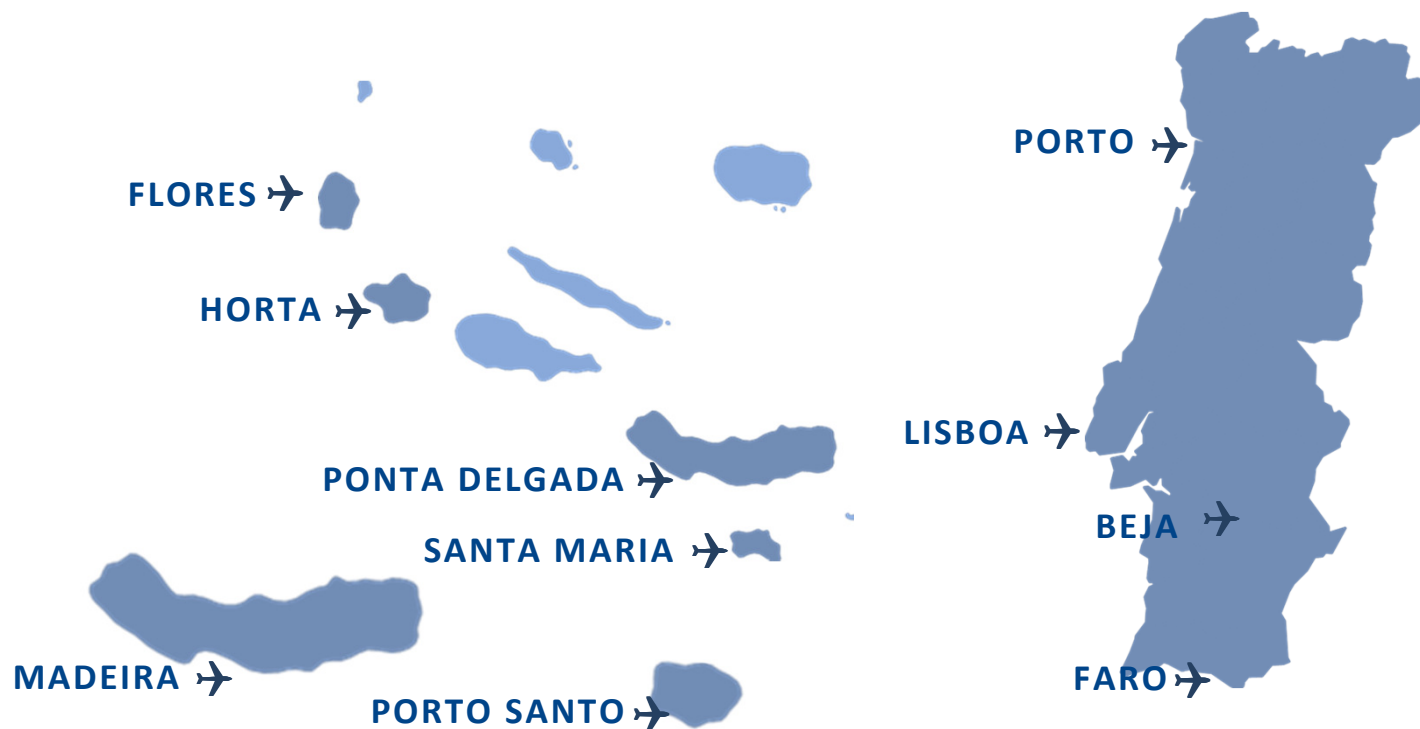 PORTO
FLORES
HORTA
LISBOA
PONTA DELGADA
BEJA
SANTA MARIA
MADEIRA
FARO
PORTO SANTO